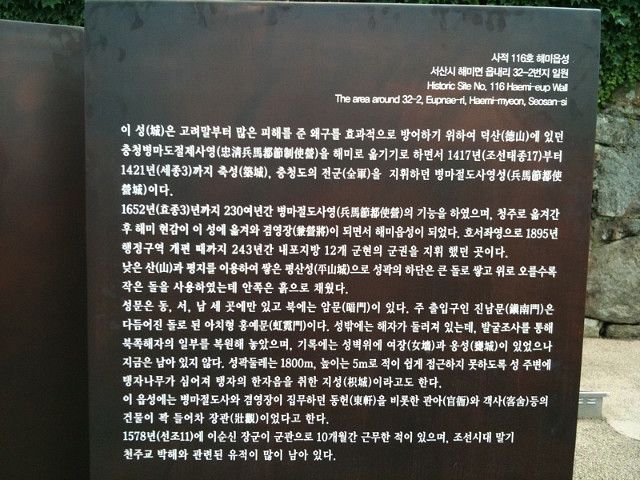 사적 116호 해미읍성
서산시 해미면 읍내리 32-2번지 일원
Historic Site No. 116 Haemi-eup Wall
The area around 32-2, Eupnae-ri, Haemi-myeon, Seosan-si
이 성(城)은 고려말부터 많은 피해를 준 왜구를 효과적으로 방어하기 위하여 덕산(德山)에 있던
충청병마도절제사영(忠淸兵馬都節制使營)을 해미로 옮기기로 하면서 1417년(조선태종17)부터
1421년(세종3)까지 축성(築城), 충청도의 전군(全軍)을 지휘하던 병마절도사영성(兵馬節都使
營城)이다.
1652년(효종3)년까지 230여년간 병마절도사영(兵馬節都使營)의 기능을 하였으며, 청주로 옮겨간
후 해미 현감이 이 성에 옮겨와 겸영장(兼營將)이 되면서 해미읍성이 되었다. 호서좌영으로 1895년
행정구역 개편 때까지 243년간 내포지방 12개 군현의 군권을 지휘 했던 곳이다.
낮은 산(山)과 평지를 이용하여 쌓은 평산성(平山城)으로 성곽의 하단은 큰 돌로 쌓고 위로 오를수록
작은 돌을 사용하였는데 안쪽은 흙으로 채웠다.
성문은 동, 서, 남 세 곳에만 있고 북에는 암문(暗門)이 있다. 주 출입구인 진남문(鎭南門)은
다듬어진 돌로 된 아치형 홍예문(虹霓門)이다. 성밖에는 해자가 둘러져 있는데, 발굴조사를 통해
북쪽해자의 일부를 복원해 놓았으며, 기록에는 성벽위에 여장(女墻)과 옹성(甕城)이 있었으나
지금은 남아 있지 않다. 성곽둘레는 1800m, 높이는 5m로 적이 쉽게 접근하지 못하도록 성 주변에
탱자나무가 심어져 탱자의 한자음을 취한 지성(枳城)이라고도 한다.
이 읍성에는 병마절도사와 겸영장이 집무하던 동헌(東軒)을 비롯한 관아(官衙)와 객사(客舍)등의
건물이 꽉 들어차 장관(壯觀)이었다고 한다.
1578년(선조11)에 이순신 장군이 군관으로 10개월간 근무한 적이 있으며, 조선시대 말기
천주교 박해와 관련된 유적이 많이 남아 있다.